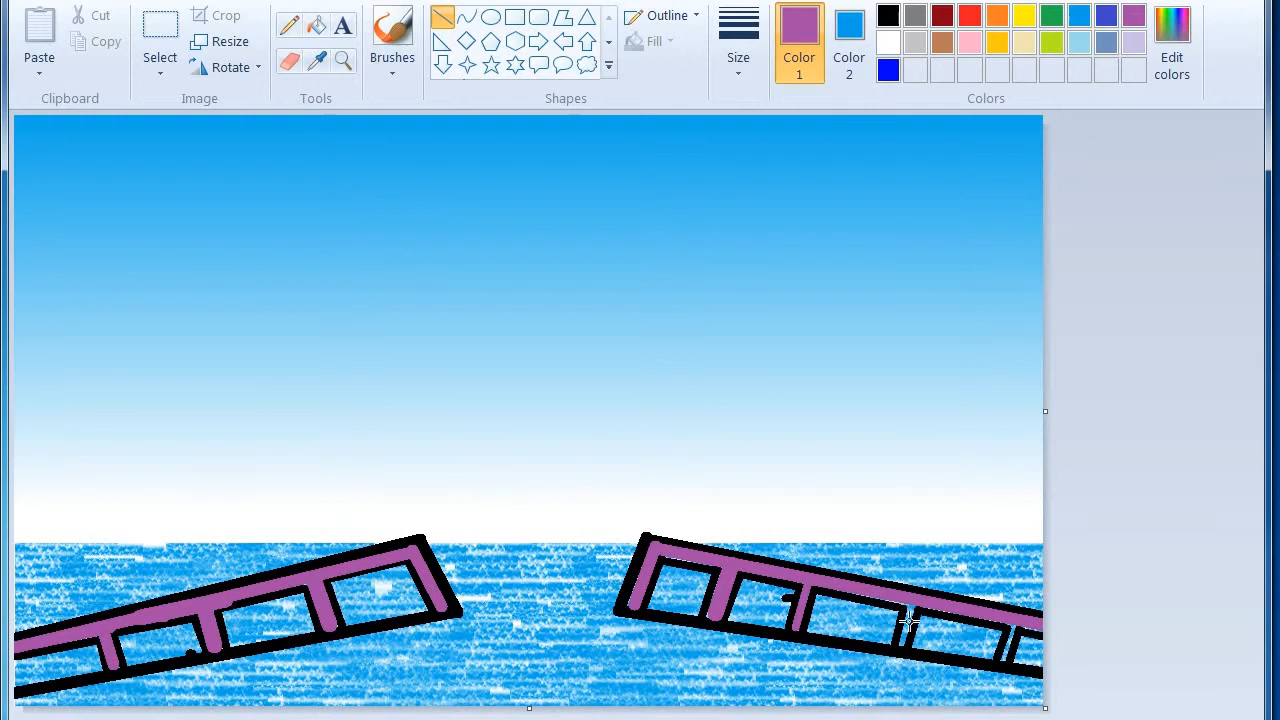 Cut
Crop
Outline
A
Copy
Resize
Fill
Paste
Select
Rotate
Brushes
Size
Color
1
Color
2
Edit
colors
Clipboard
Image
Tools
Shapes
Colors